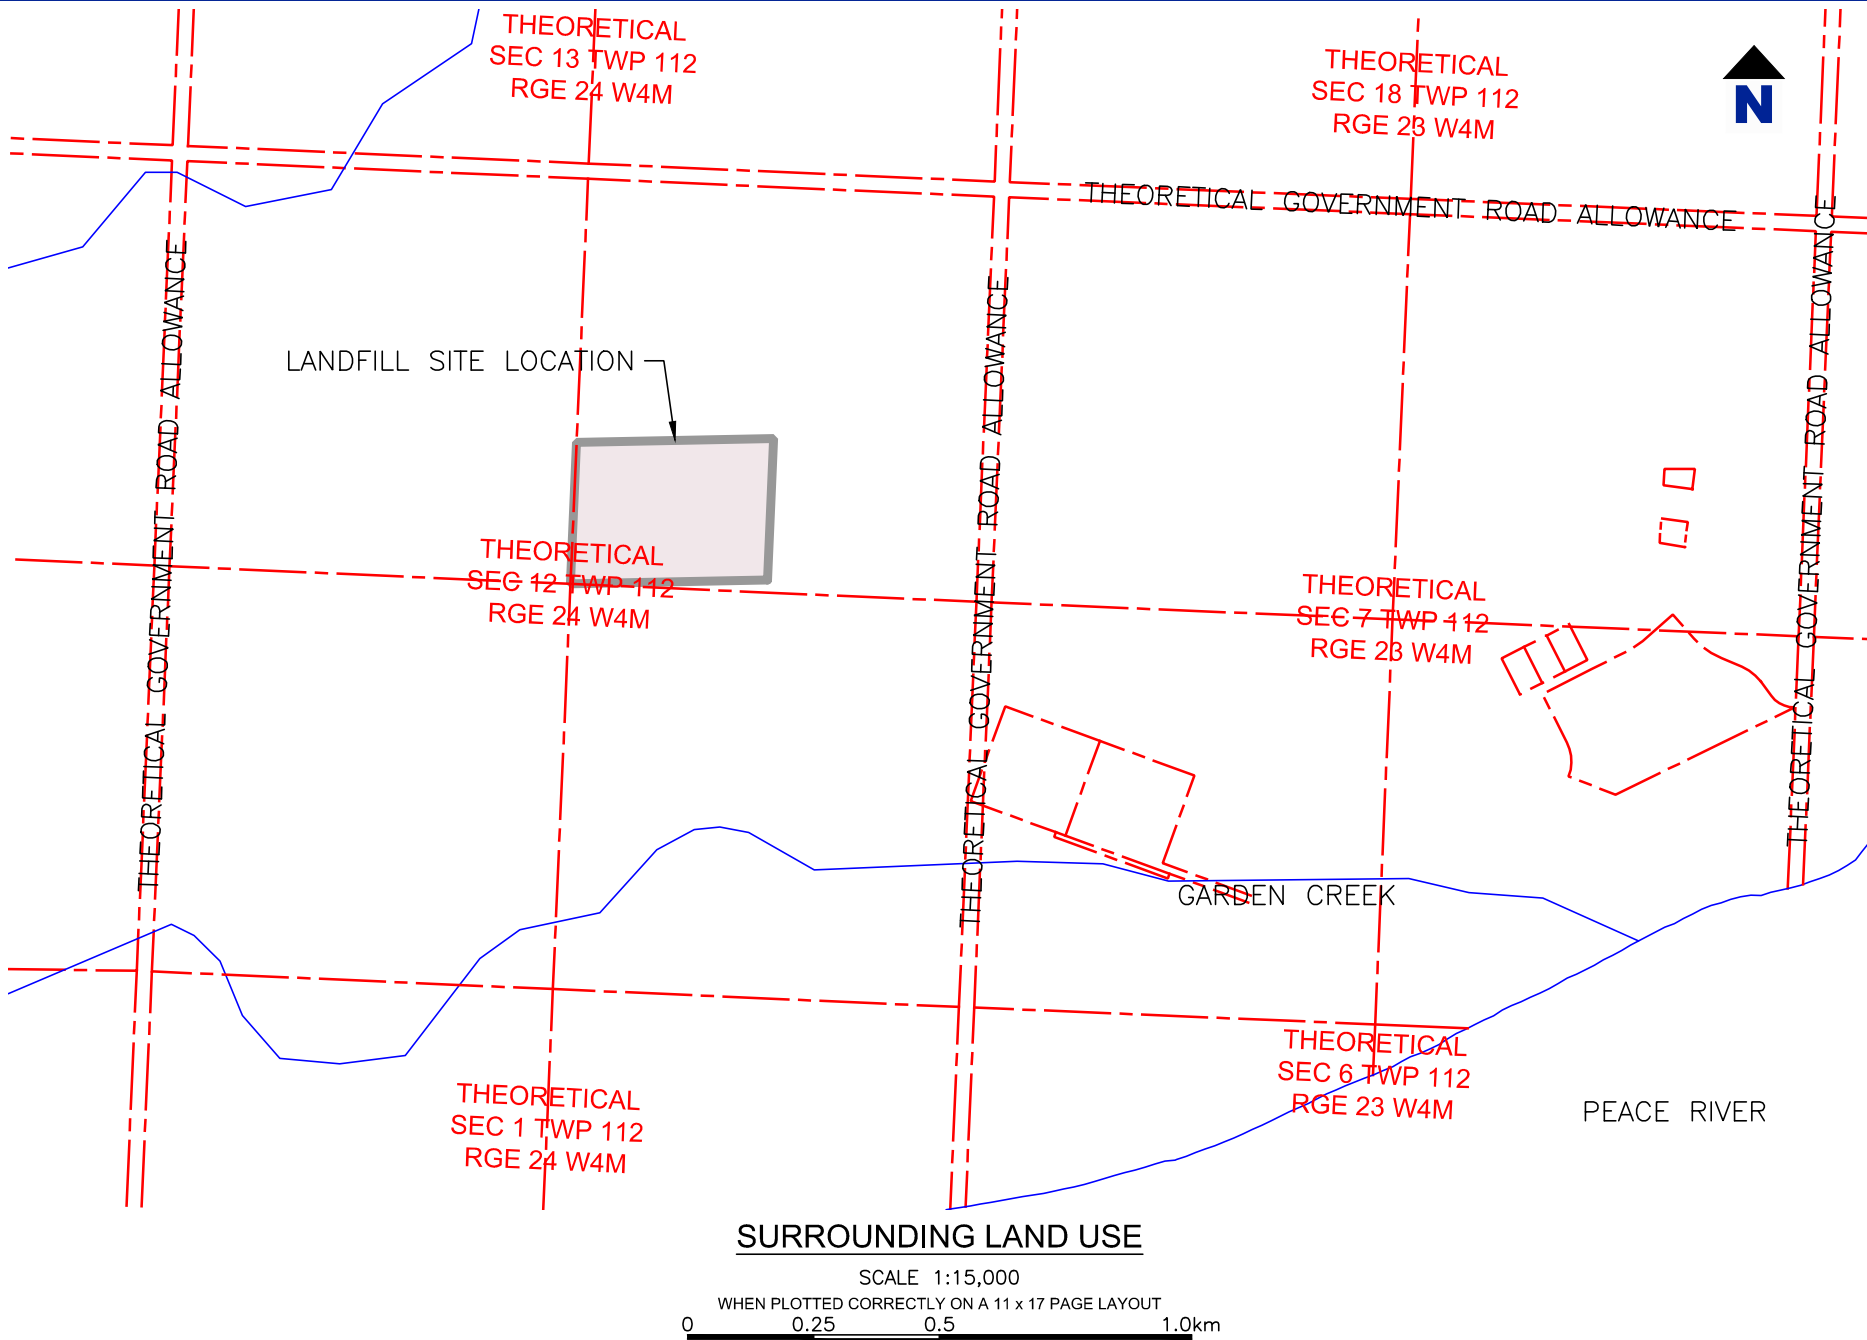 THEORETICAL
SEC 13 TWP 112
RGE 24 W4M
THEORETICAL
SEC 18 TWP 112
RGE 23 W4M
N
THEORETICAL GOVERNMENT ROAD ALLOWANCE
THEORETICAL GOVERNMENT ROAD ALLOWANCE
THEORETICAL GOVERNMENT ROAD ALLOWANCE
THEORETICAL GOVERNMENT ROAD ALLOWANCE
LANDFILL SITE LOCATION
THEORETICAL
SEC 12 TWP 112
RGE 24 W4M
THEORETICAL
SEC 7 TWP 112
RGE 23 W4M
GARDEN CREEK
THEORETICAL
SEC 1 TWP 112
RGE 24 W4M
THEORETICAL
SEC 6 TWP 112
RGE 23 W4M
PEACE RIVER
SURROUNDING LAND USE
SCALE 1:15,000
WHEN PLOTTED CORRECTLY ON A 11 x 17 PAGE LAYOUT
0 0.25 0.5 1.0km